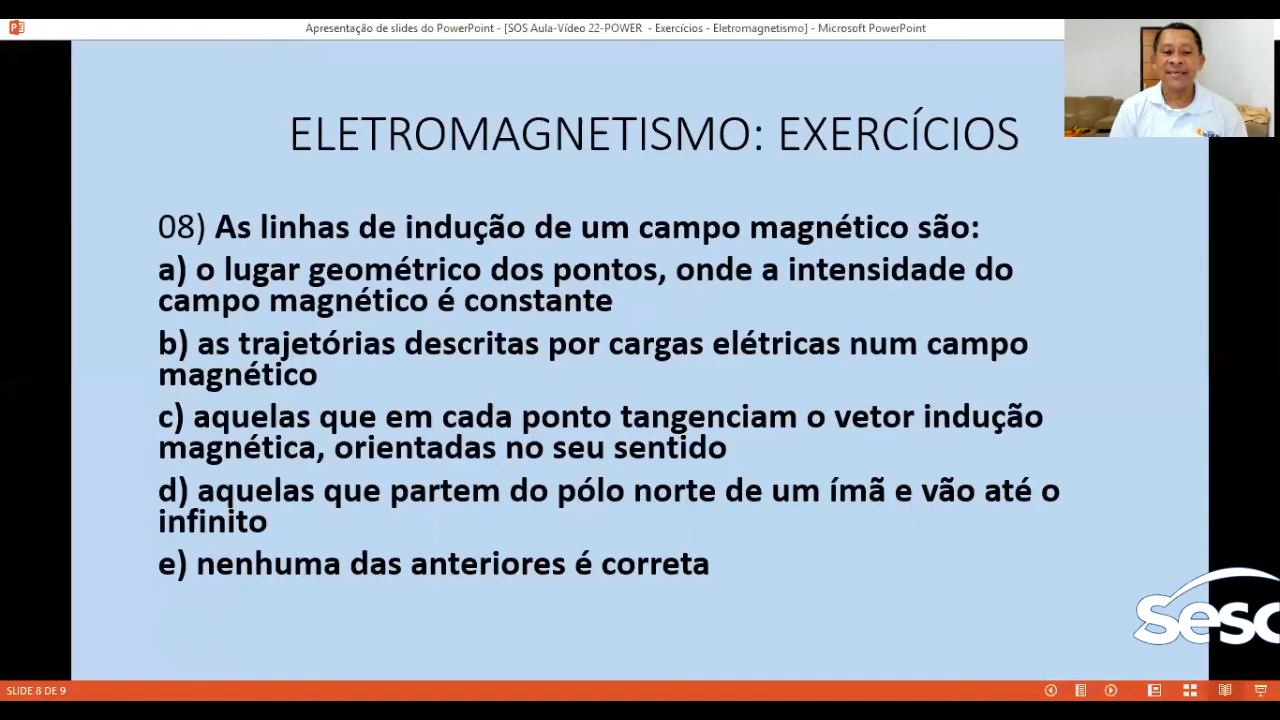 Apresentação de slides do PowerPoint - [SOS Aula-Vídeo 22-POWER - Exercícios - Eletromagnetismo] - Microsoft PowerPoint
ELETROMAGNETISMO: EXERCÍCIOS
08) As linhas de indução de um campo magnético são:
a) o lugar geométrico dos pontos, onde a intensidade do
campo magnético é constante
b) as trajetórias descritas por cargas elétricas num campo
magnético
c) aquelas que em cada ponto tangenciam o vetor indução
magnética, orientadas no seu sentido
d) aquelas que partem do pólo norte de um ímã e vão até o
infinito
e) nenhuma das anteriores é correta
Sesc
SLIDE 8 DE 9